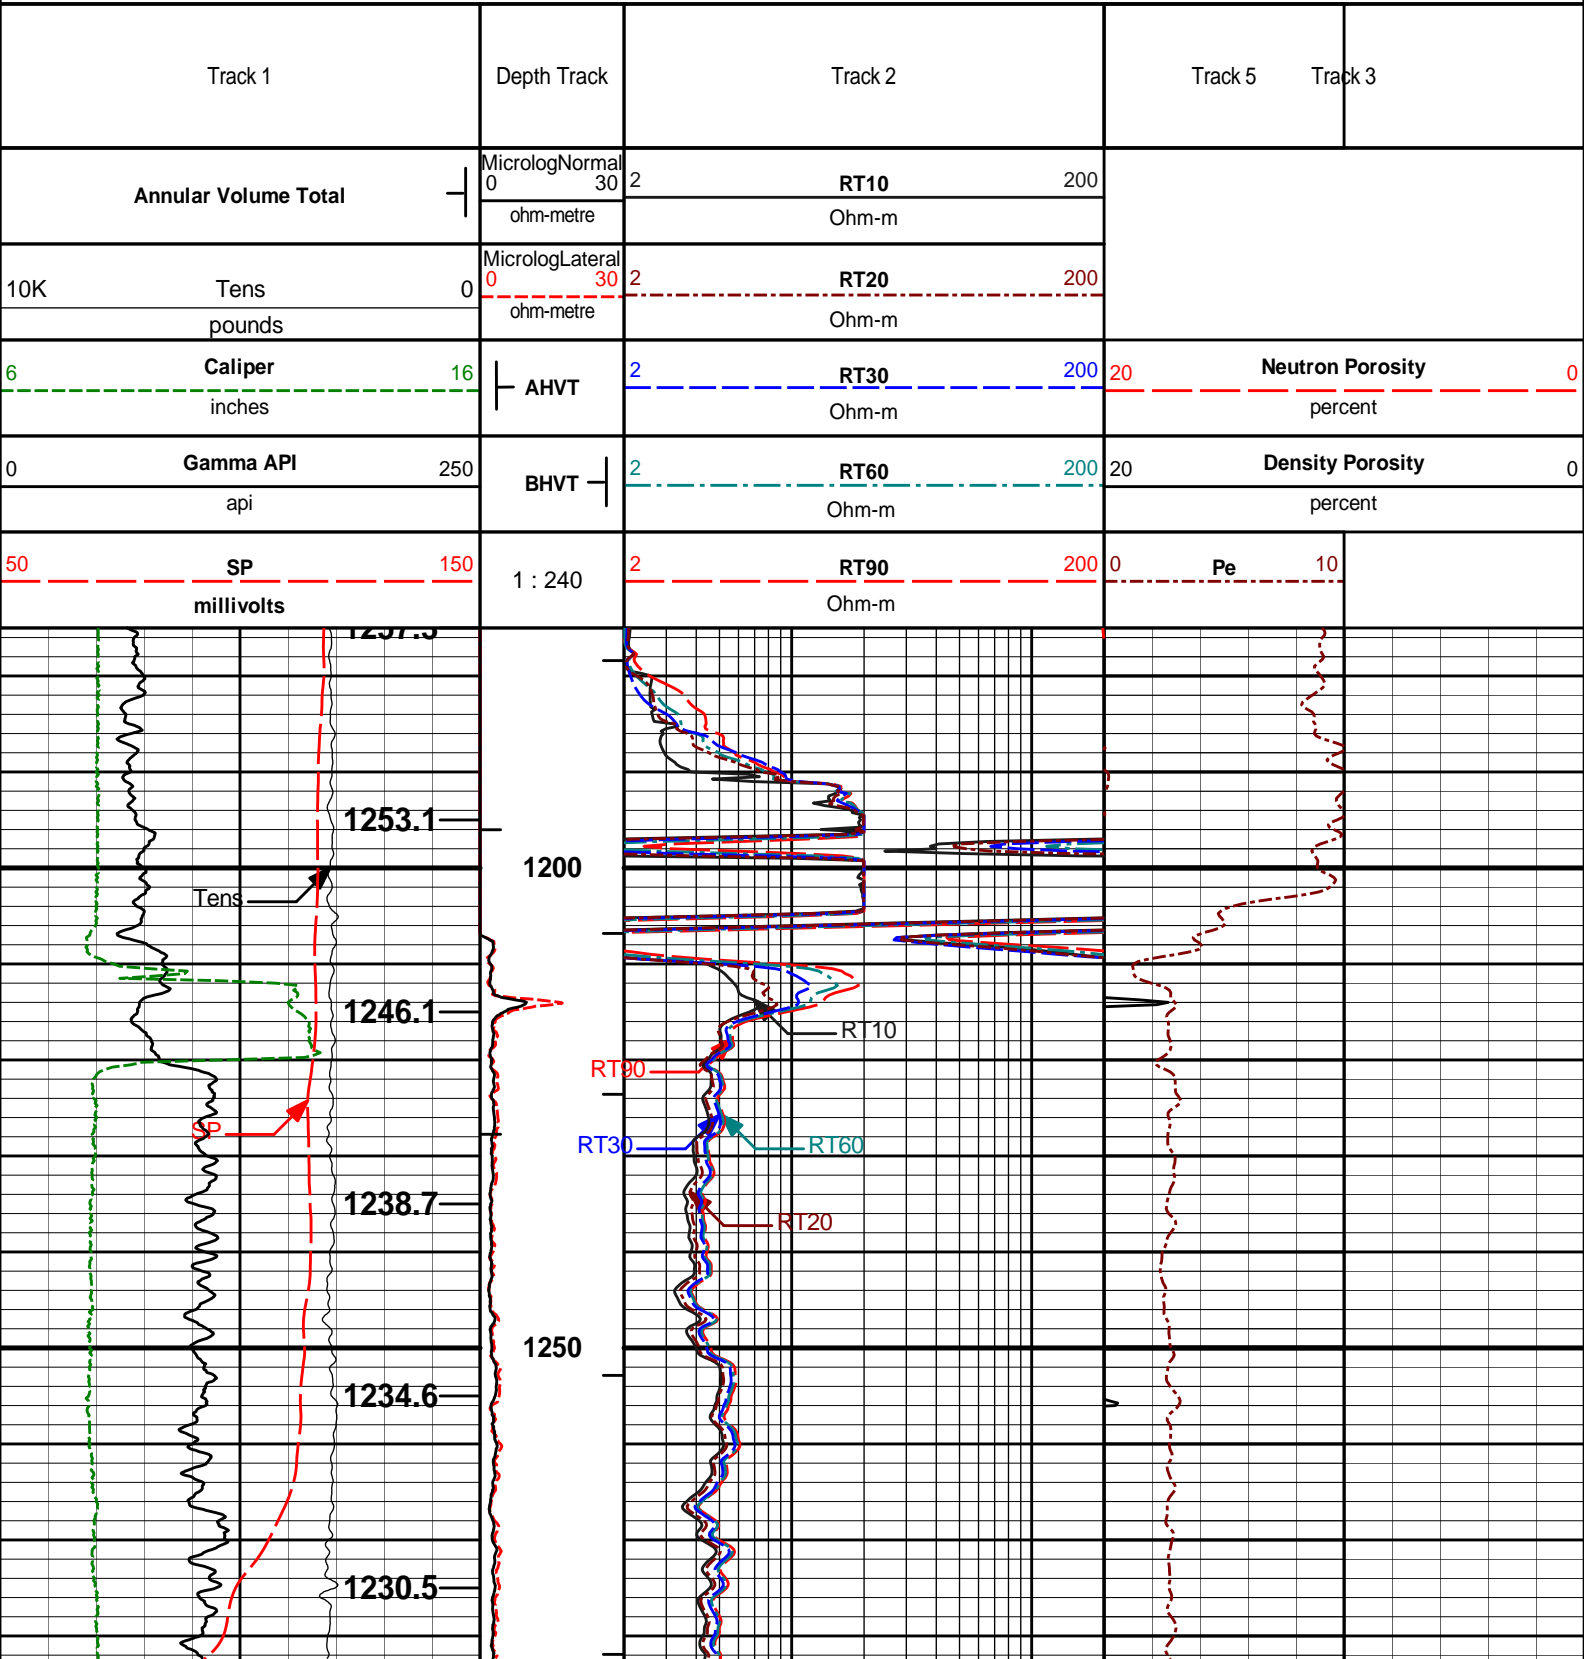 Track 1
Depth Track
Track 2
Track 5
Track 3
Annular Volume Total
MicrologNormal
0 30
ohm-metre
2 RT10 200
Ohm-m
10K Tens 0
pounds
MicrologLateral
0 30
ohm-metre
2 RT20 200
Ohm-m
6 Caliper 16
inches
AHVT
2 RT30 200
Ohm-m
20 Neutron Porosity 0
percent
0 Gamma API 250
api
BHVT
2 RT60 200
Ohm-m
20 Density Porosity 0
percent
50 SP 150
millivolts
1 : 240
2 RT90 200
Ohm-m
0 Pe 10
1253.1
1200
Tens
1246.1
RT10
RT90
SP
RT30
RT60
1238.7
RT20
1250
1234.6
1230.5